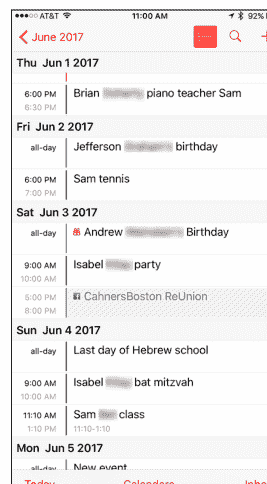 AT&T 11:00 AM 92%
June 2017
Thu Jun 1 2017
6:00 PM Brian piano teacher Sam
6:30 PM
Fri Jun 2 2017
all-day Jefferson birthday
6:00 PM Sam tennis
7:00 PM
Sat Jun 3 2017
all-day Andrew Birthday
9:00 AM Isabel party
10:00 AM
6:00 PM CahnersBoston ReUnion
8:00 PM
Sun Jun 4 2017
all-day Last day of Hebrew school
9:00 AM Isabel bat mitzvah
10:00 AM
11:10 AM Sam class
1:10 PM 11:10-1:10
Mon Jun 5 2017
all-day New event
Today Calendars Inbo